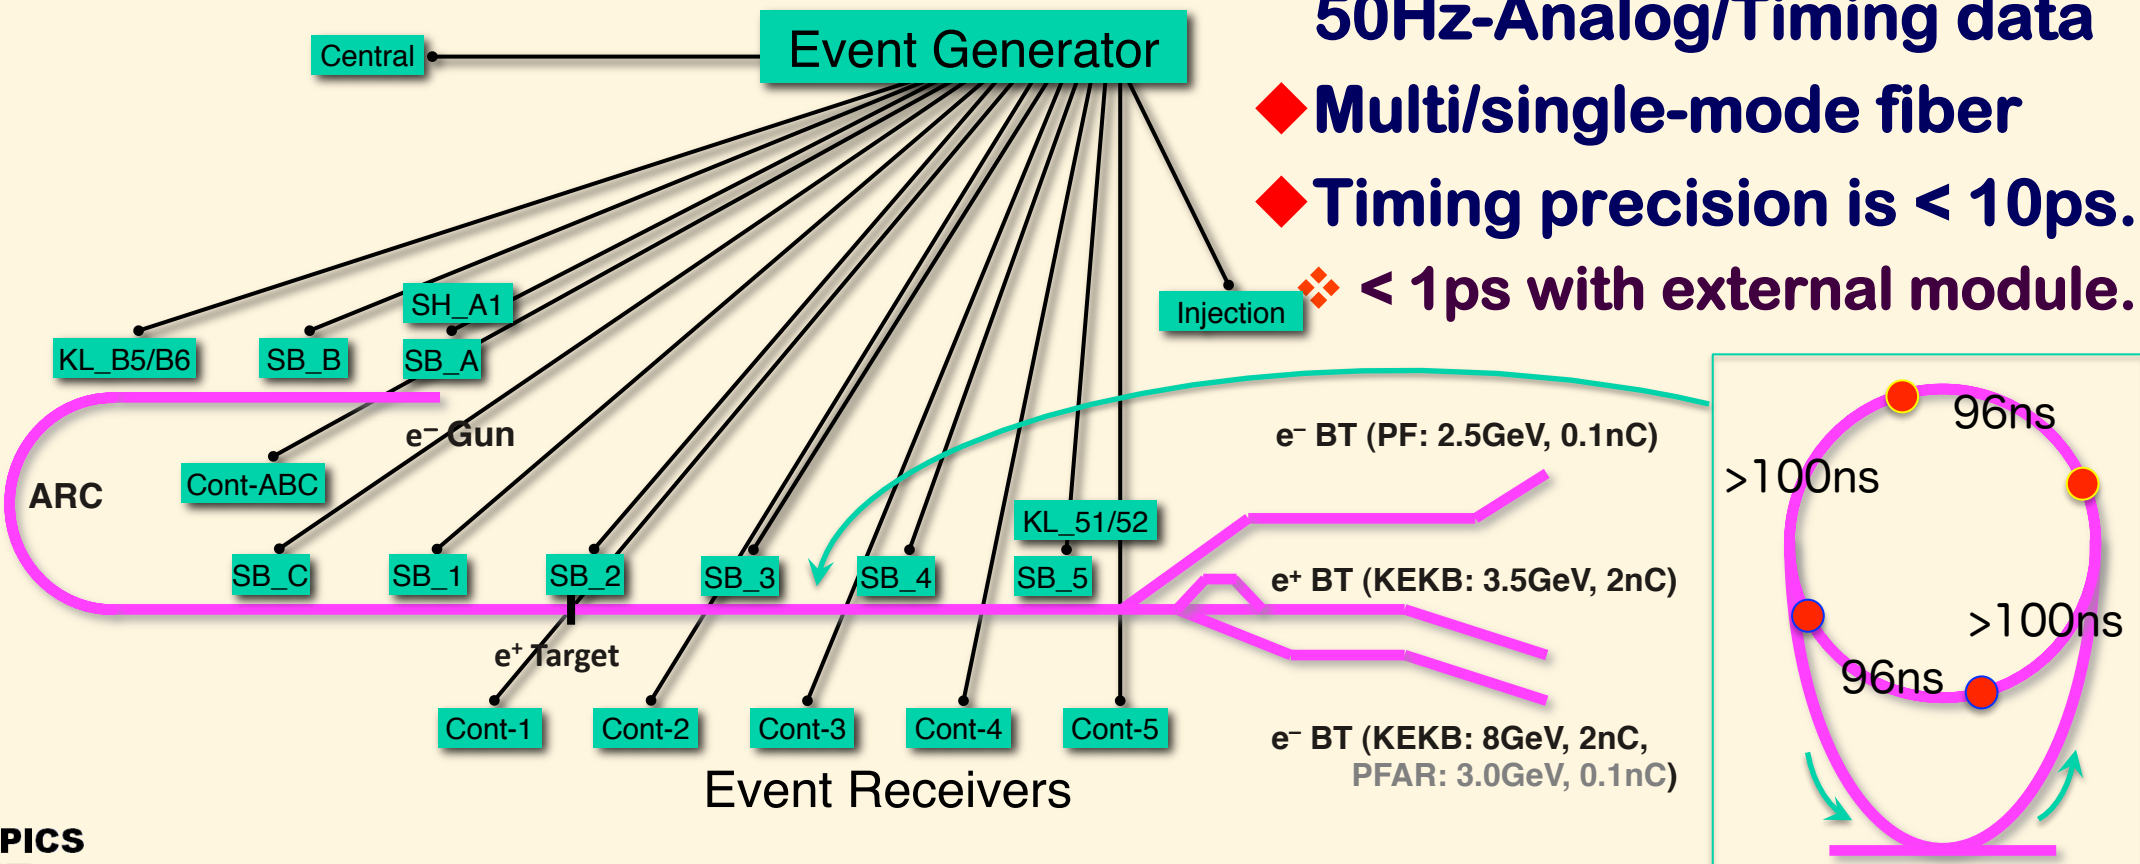 50Hz-Analog/Timing data
Event Generator
Central
Multi/single-mode fiber
Timing precision is < 10ps.
< 1ps with external module.
SH_A1
Injection
KL_B5/B6
SB_B
SB_A
e– Gun
e– BT (PF: 2.5GeV, 0.1nC)
96ns
>100ns
Cont-ABC
ARC
KL_51/52
SB_C
SB_1
SB_2
SB_3
SB_4
SB_5
e+ BT (KEKB: 3.5GeV, 2nC)
>100ns
e+ Target
96ns
Cont-1
Cont-2
Cont-3
Cont-4
Cont-5
e– BT (KEKB: 8GeV, 2nC,
PFAR: 3.0GeV, 0.1nC)
Event Receivers
PICS